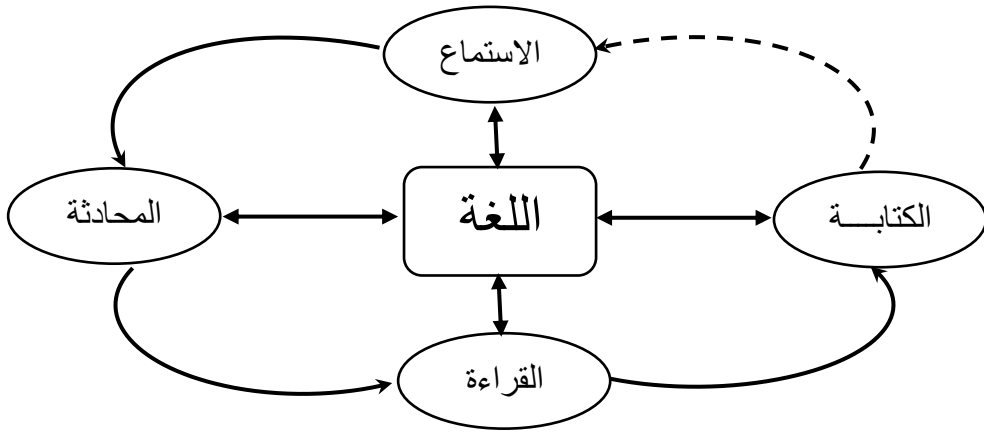 الاستماع
الكتابـــة
اللغة
المحادثة
القراءة